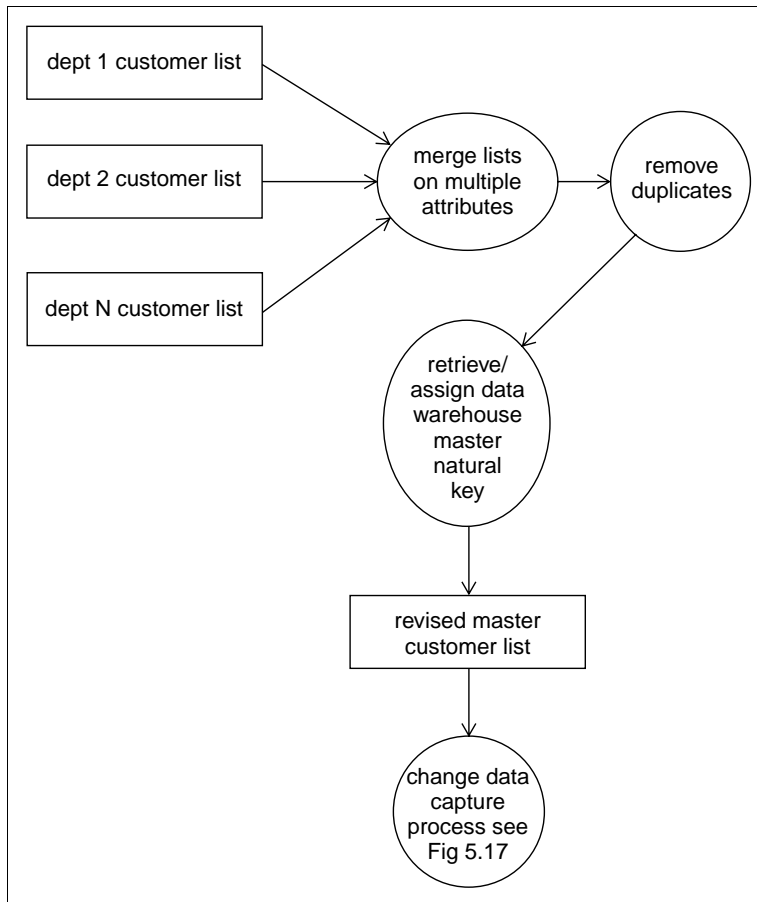 dept 1 customer list
dept 2 customer list
dept N customer list
merge lists
on multiple
attributes
remove
duplicates
retrieve/
assign data
warehouse
master
natural
key
revised master
customer list
change data
capture
process see
Fig 5.17